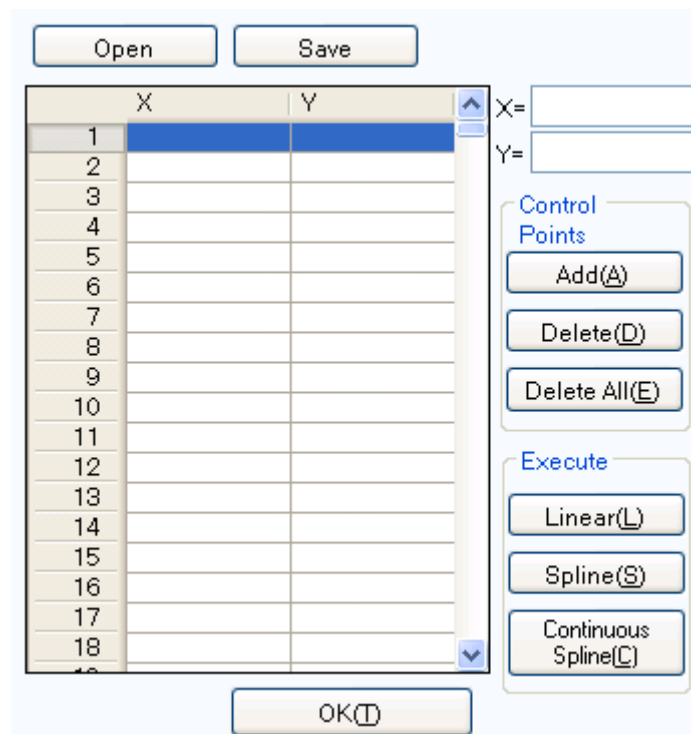 Open
Save
X
Y
X=
Y=
1
2
3
4
5
6
7
8
9
10
11
12
13
14
15
16
17
18
Control
Points
Add(A)
Delete(D)
Delete All(E)
Execute
Linear(L)
Spline(S)
Continuous
Spline(C)
OK(T)